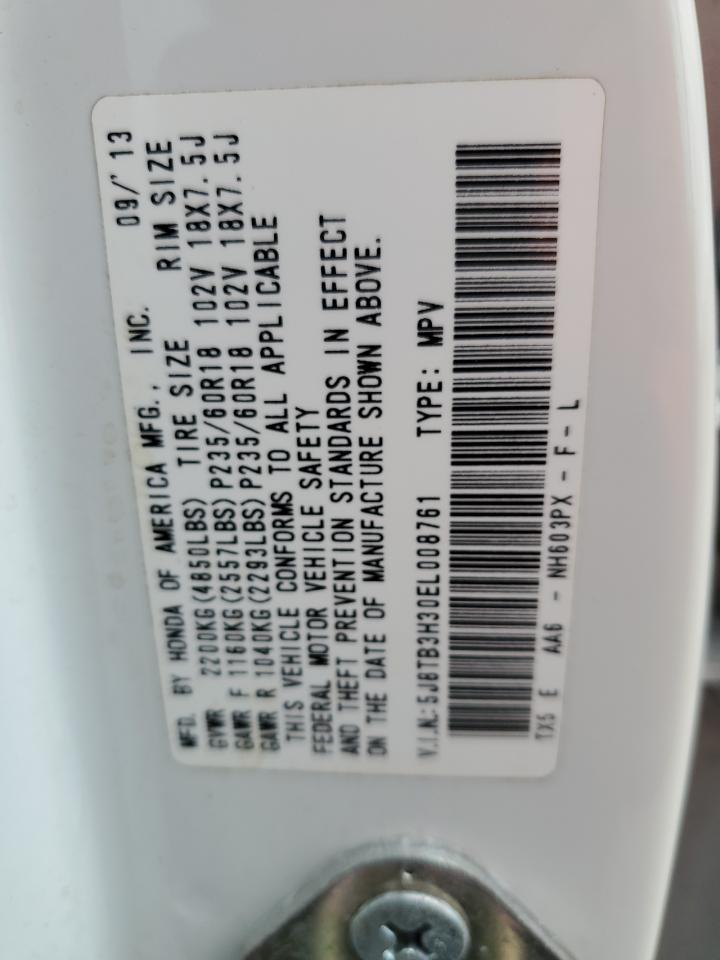 MFD. BY HONDA OF AMERICA MFG., INC. 09/'13
GVWR 2200KG(4850LBS) TIRE SIZE RIM SIZE
GAWR F 1160KG(2557LBS) P235/60R18 102V 18X7.5J
GAWR R 1040KG(2293LBS) P235/60R18 102V 18X7.5J
THIS VEHICLE CONFORMS TO ALL APPLICABLE
FEDERAL MOTOR VEHICLE SAFETY
AND THEFT PREVENTION STANDARDS IN EFFECT
ON THE DATE OF MANUFACTURE SHOWN ABOVE.
V.I.N.: 5J8TB3H30EL008761 TYPE: MPV
TX5 E AA6 - NH603PX - F - L